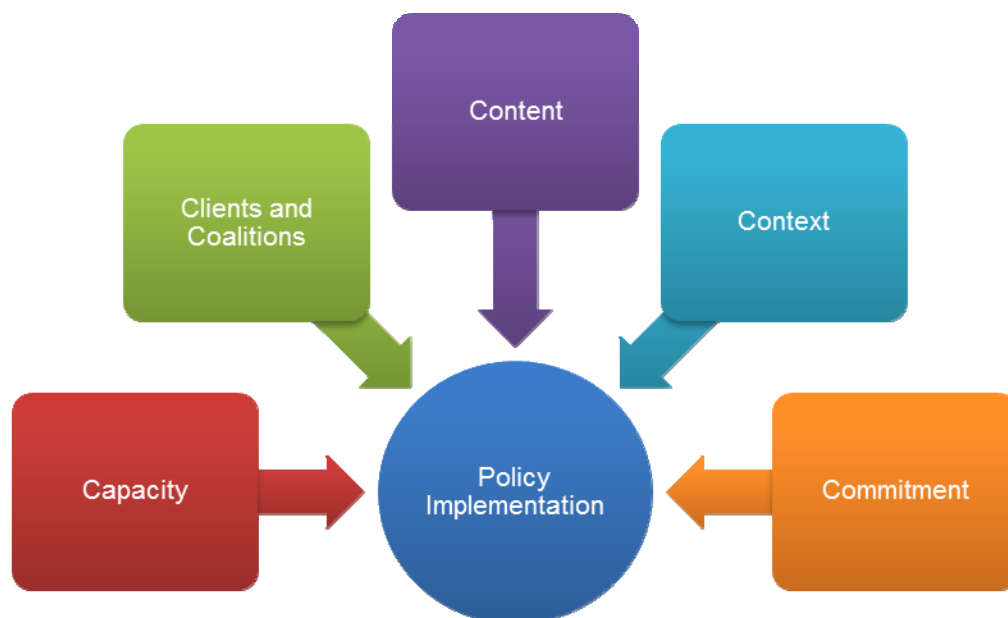 Content
Clients and
Coalitions
Context
Capacity
Policy
Implementation
Commitment